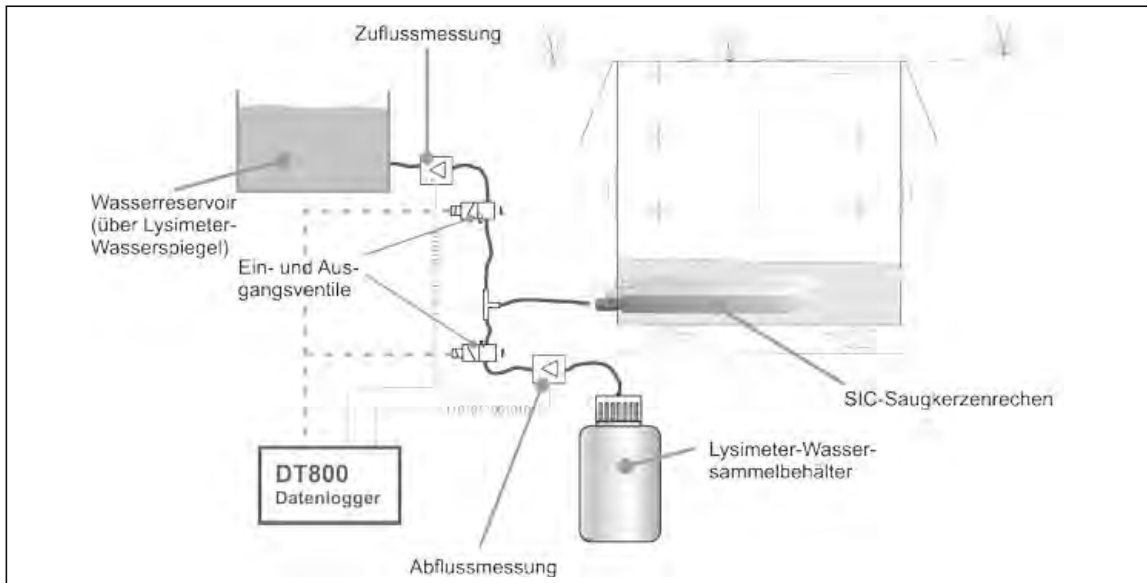 Zuflussmessung
Wasserreservoir
(über Lysimeter-
Wasserspiegel)
Ein- und Aus-
gangsventile
SIC-Saugkerzenrechen
DT800
Datenlogger
Lysimeter-Wasser-
sammelbehälter
Abflussmessung